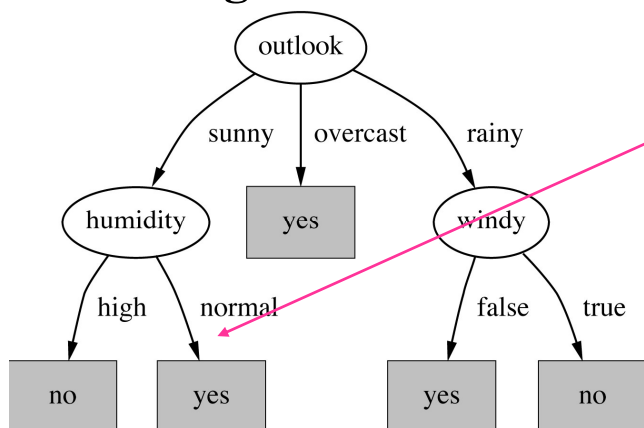 outlook
sunny overcast rainy
humidity yes windy
high normal false true
no yes yes no